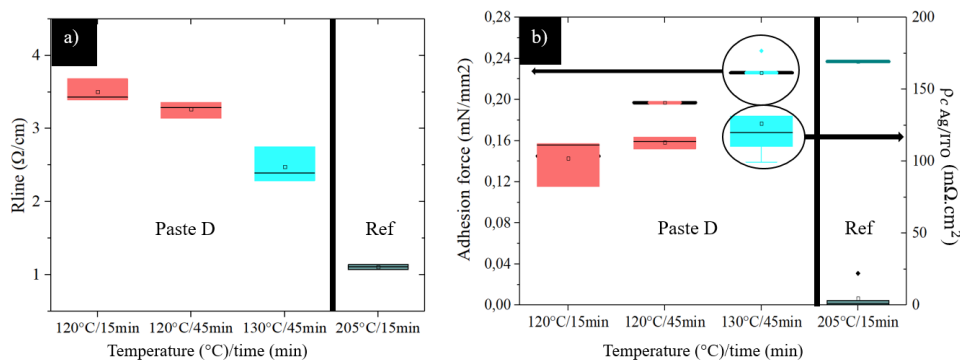 a)
4
3
2
1
Rline (Ω/cm)
Paste D
Ref
120°C/15min 120°C/45min 130°C/45min 205°C/15min
Temperature (°C)/time (min)
b)
0,28
0,24
0,20
0,16
0,12
0,08
0,04
0,00
Adhesion force (mN/mm2)
Paste D
Ref
120°C/15min 120°C/45min 130°C/45min 205°C/15min
Temperature (°C)/time (min)
200
150
100
50
0
ρC Ag/ITO (mΩ.cm²)